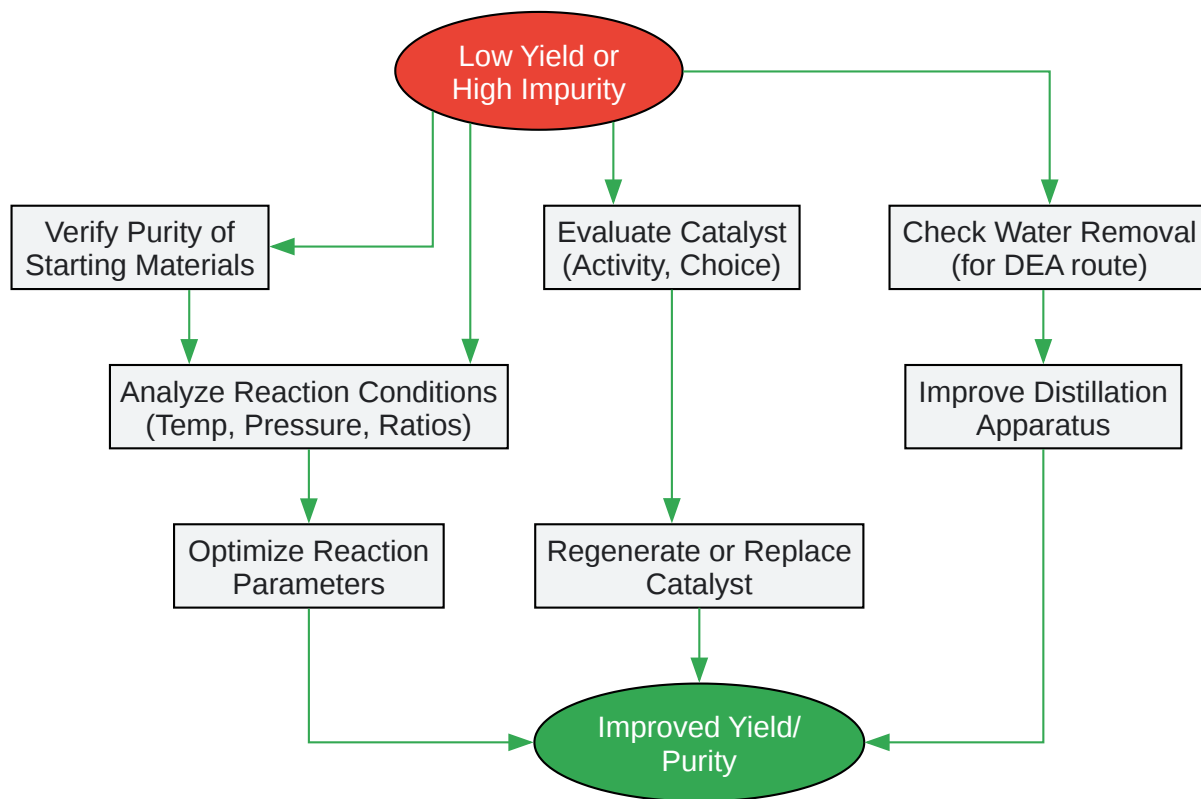 Low Yield or
High Impurity
Verify Purity of
Starting Materials
Evaluate Catalyst
(Activity, Choice)
Check Water Removal
(for DEA route)
Analyze Reaction Conditions
(Temp, Pressure, Ratios)
Improve Distillation
Apparatus
Optimize Reaction
Parameters
Regenerate or Replace
Catalyst
Improved Yield/
Purity